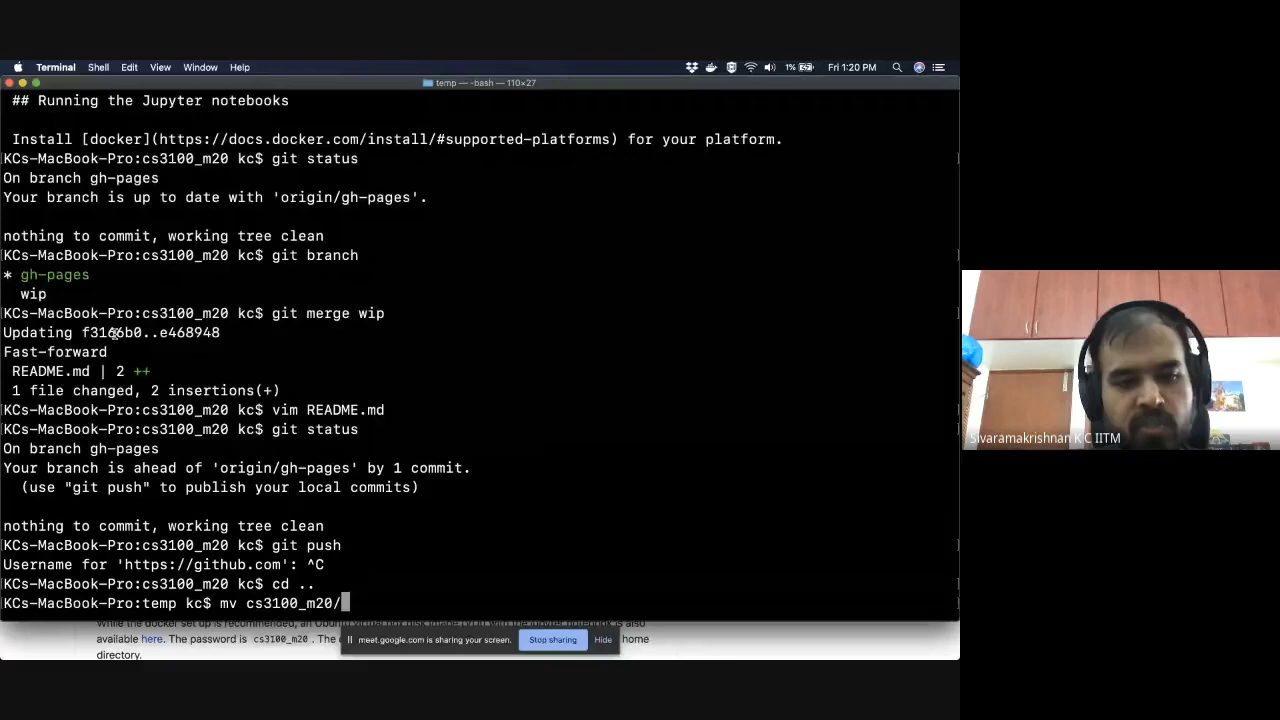 Terminal Shell Edit View Window Help 1% Fri 1:20 PM
temp — -bash — 110×27
## Running the Jupyter notebooks
Install [docker](https://docs.docker.com/install/#supported-platforms) for your platform.
KCs-MacBook-Pro:cs3100_m20 kc$ git status
On branch gh-pages
Your branch is up to date with 'origin/gh-pages'.
nothing to commit, working tree clean
KCs-MacBook-Pro:cs3100_m20 kc$ git branch
* gh-pages
wip
KCs-MacBook-Pro:cs3100_m20 kc$ git merge wip
Updating f3166b0..e468948
Fast-forward
README.md | 2 ++
1 file changed, 2 insertions(+)
KCs-MacBook-Pro:cs3100_m20 kc$ vim README.md
KCs-MacBook-Pro:cs3100_m20 kc$ git status
On branch gh-pages
Your branch is ahead of 'origin/gh-pages' by 1 commit.
(use "git push" to publish your local commits)
nothing to commit, working tree clean
KCs-MacBook-Pro:cs3100_m20 kc$ git push
Username for 'https://github.com': ^C
KCs-MacBook-Pro:cs3100_m20 kc$ cd ..
KCs-MacBook-Pro:temp kc$ mv cs3100_m20/
available here. The password is cs3100_m20. The home
directory.
meet.google.com is sharing your screen. Stop sharing Hide
Sivaramakrishnan K C IITM